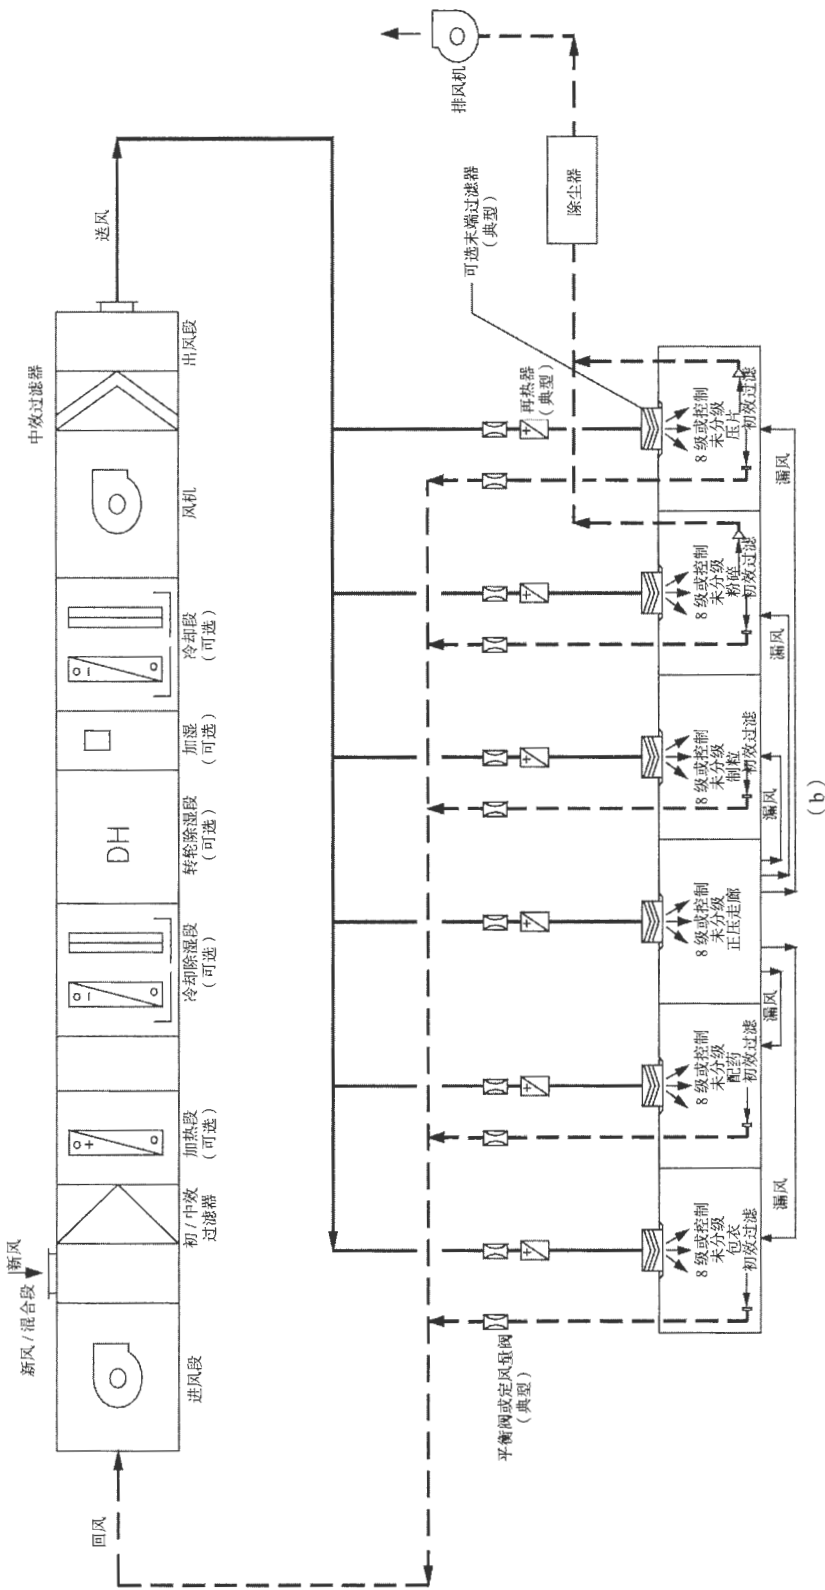 新风
新风/混合段
进风段
初/中效
过滤器
加热段
(可选)
冷却除湿段
(可选)
DH
转轮除湿段
(可选)
加湿
(可选)
冷却段
(可选)
风机
中效过滤器
出风段
送风
回风
平衡阀或定风量阀
(典型)
再热器
(典型)
可选末端过滤器
(典型)
除尘器
排风机
8级或控制
未分级
包衣
初效过滤
8级或控制
未分级
配药
初效过滤
8级或控制
未分级
正压走廊
8级或控制
未分级
制粒
初效过滤
8级或控制
未分级
粉碎
初效过滤
8级或控制
未分级
压片
初效过滤
漏风
漏风
漏风
漏风
漏风
(b)